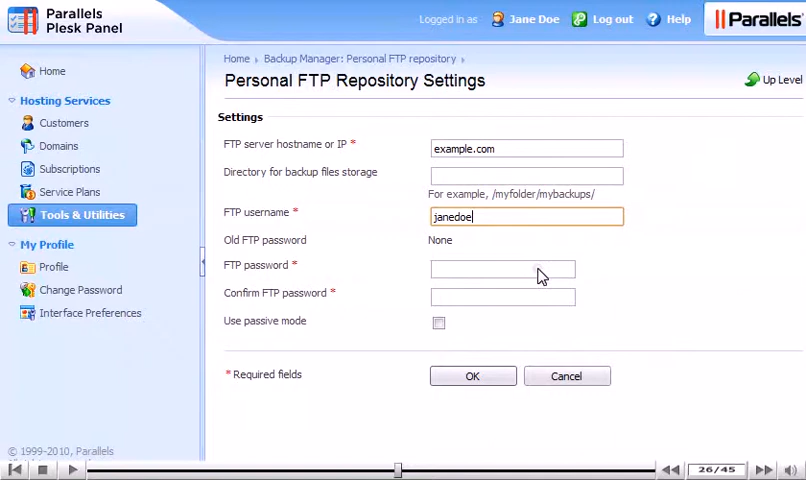 Parallels
Plesk Panel
Logged in as Jane Doe Log out Help
Parallels
Home
Hosting Services
Customers
Domains
Subscriptions
Service Plans
Tools & Utilities
My Profile
Profile
Change Password
Interface Preferences
© 1999-2010, Parallels
Home Backup Manager: Personal FTP repository
Personal FTP Repository Settings
Up Level
Settings
FTP server hostname or IP * example.com
Directory for backup files storage
For example, /myfolder/mybackups/
FTP username * janedoe
Old FTP password None
FTP password *
Confirm FTP password *
Use passive mode
* Required fields OK Cancel
26/45